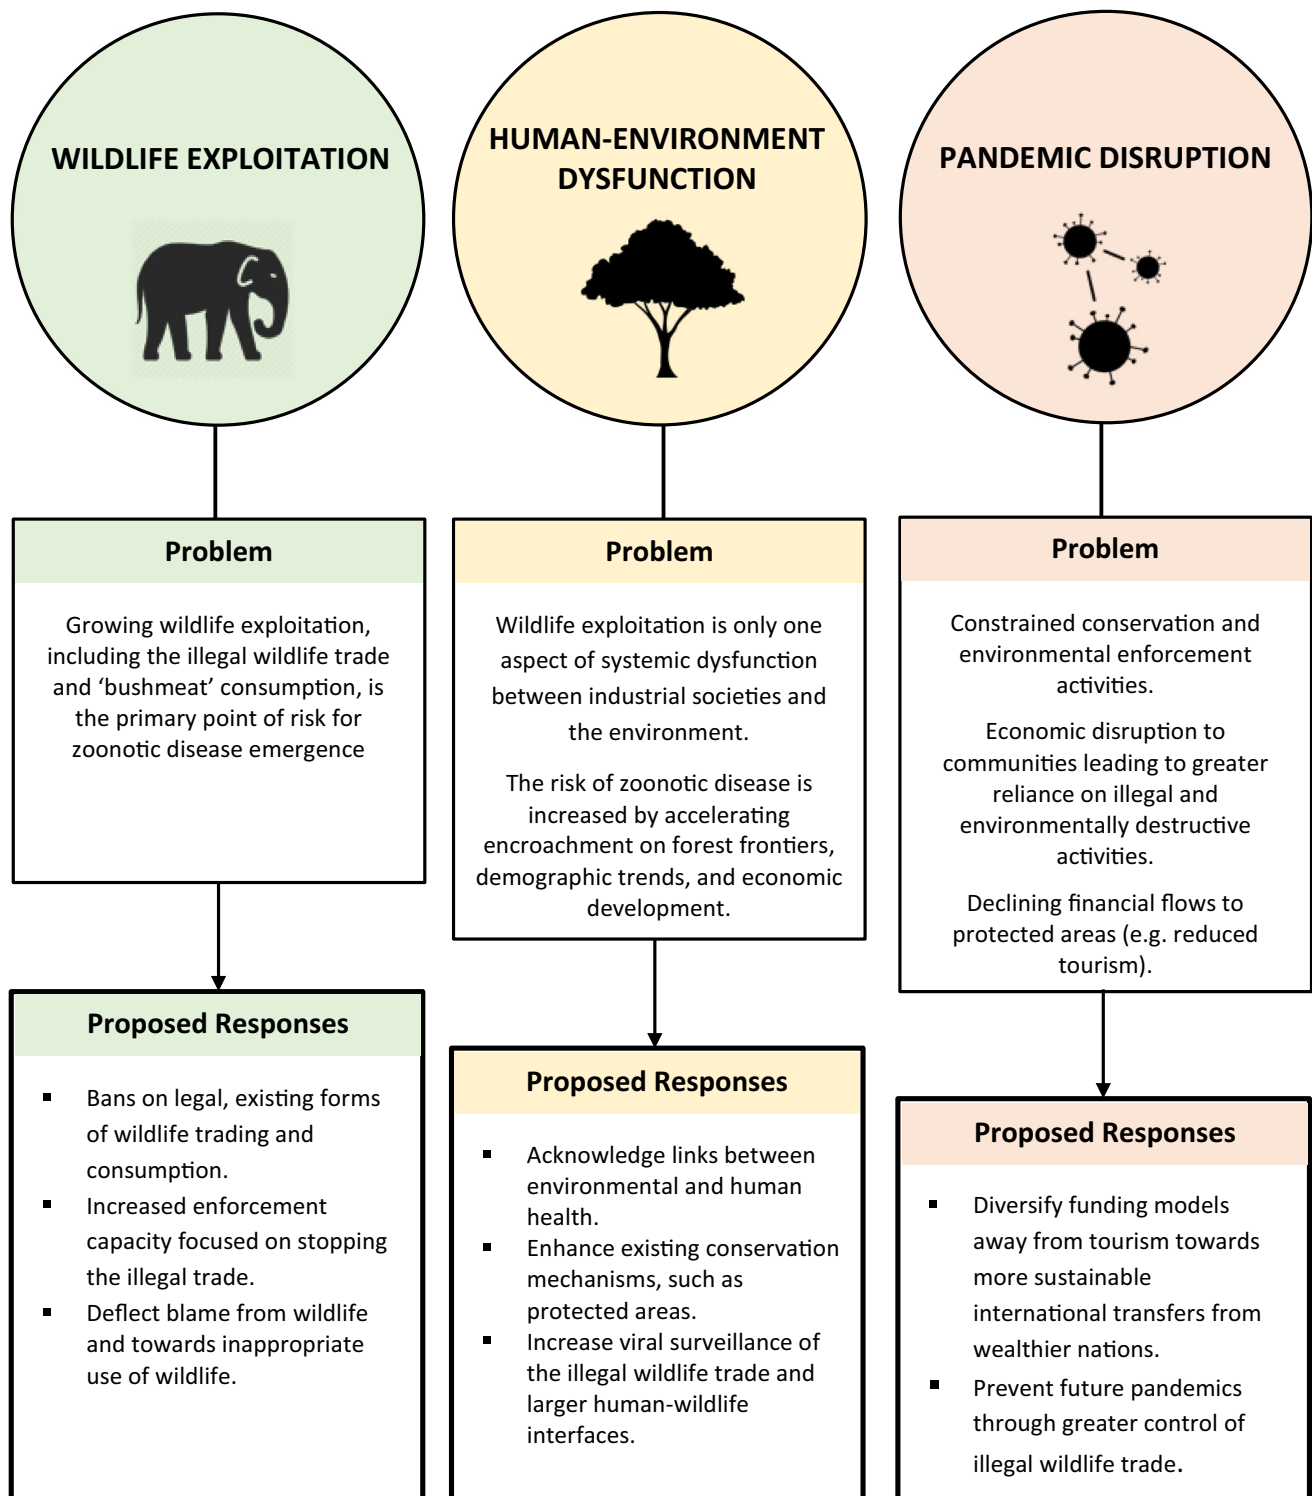 WILDLIFE EXPLOITATION
Problem
Growing wildlife exploitation,
including the illegal wildlife trade
and ‘bushmeat’ consumption, is
the primary point of risk for
zoonotic disease emergence
Proposed Responses
▪ Bans on legal, existing forms
of wildlife trading and
consumption.
▪ Increased enforcement
capacity focused on stopping
the illegal trade.
▪ Deflect blame from wildlife
and towards inappropriate
use of wildlife.
HUMAN-ENVIRONMENT
DYSFUNCTION
Problem
Wildlife exploitation is only one
aspect of systemic dysfunction
between industrial societies and
the environment.
The risk of zoonotic disease is
increased by accelerating
encroachment on forest frontiers,
demographic trends, and economic
development.
Proposed Responses
▪ Acknowledge links between
environmental and human
health.
▪ Enhance existing conservation
mechanisms, such as
protected areas.
▪ Increase viral surveillance of
the illegal wildlife trade and
larger human-wildlife
interfaces.
PANDEMIC DISRUPTION
Problem
Constrained conservation and
environmental enforcement
activities.
Economic disruption to
communities leading to greater
reliance on illegal and
environmentally destructive
activities.
Declining financial flows to
protected areas (e.g. reduced
tourism).
Proposed Responses
▪ Diversify funding models
away from tourism towards
more sustainable
international transfers from
wealthier nations.
▪ Prevent future pandemics
through greater control of
illegal wildlife trade.